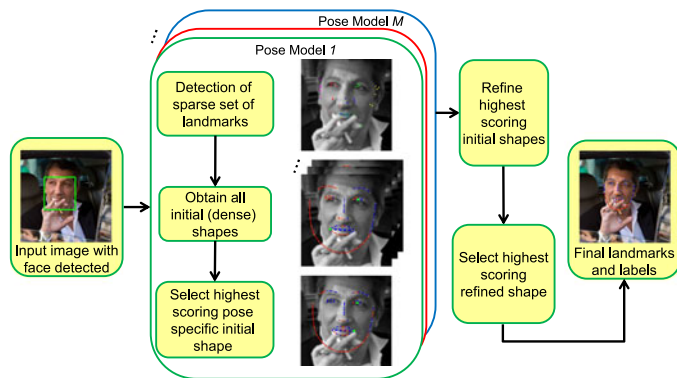 Pose Model M
Pose Model 1
Detection of
sparse set of
landmarks
Obtain all
initial (dense)
shapes
Select highest
scoring pose
specific initial
shape
Input image with
face detected
Refine
highest
scoring
initial shapes
Select highest
scoring
refined shape
Final landmarks
and labels